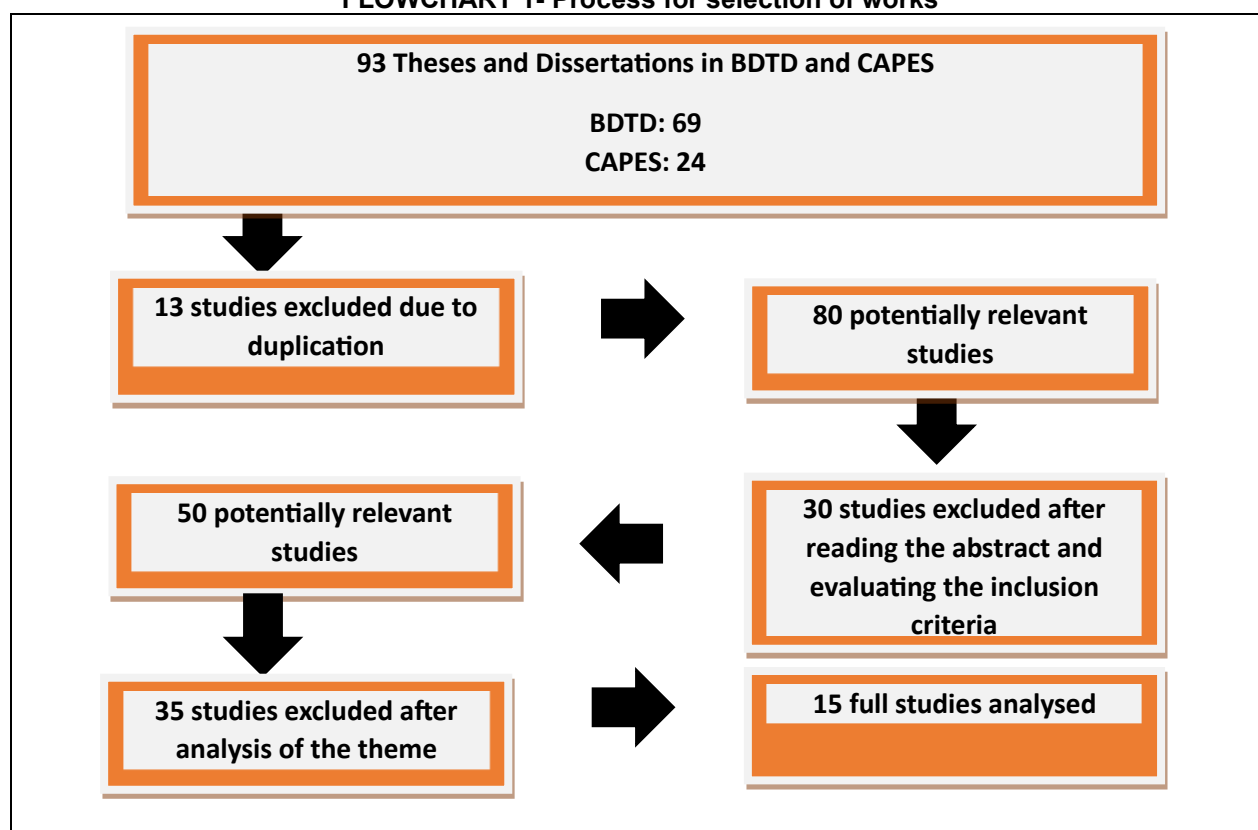 FLOWCHART 1- Process for selection of works
93 Theses and Dissertations in BDTD and CAPES
BDTD: 69
CAPES: 24
13 studies excluded due to
duplication
80 potentially relevant
studies
30 studies excluded after
reading the abstract and
evaluating the inclusion
criteria
50 potentially relevant
studies
35 studies excluded after
analysis of the theme
15 full studies analysed